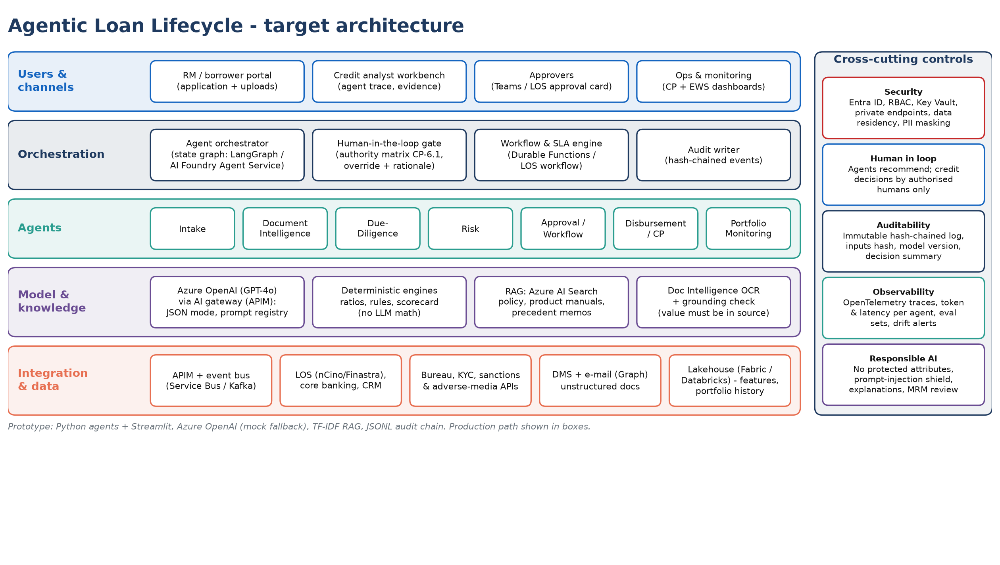 Agentic Loan Lifecycle - target architecture
Users &
channels
RM / borrower portal
(application + uploads)
Credit analyst workbench
(agent trace, evidence)
Approvers
(Teams / LOS approval card)
Ops & monitoring
(CP + EWS dashboards)
Orchestration
Agent orchestrator
(state graph: LangGraph /
AI Foundry Agent Service)
Human-in-the-loop gate
(authority matrix CP-6.1,
override + rationale)
Workflow & SLA engine
(Durable Functions /
LOS workflow)
Audit writer
(hash-chained events)
Agents
Intake
Document
Intelligence
Due-
Diligence
Risk
Approval /
Workflow
Disbursement
/ CP
Portfolio
Monitoring
Model &
knowledge
Azure OpenAI (GPT-4o)
via AI gateway (APIM):
JSON mode, prompt registry
Deterministic engines
ratios, rules, scorecard
(no LLM math)
RAG: Azure AI Search
policy, product manuals,
precedent memos
Doc Intelligence OCR
+ grounding check
(value must be in source)
Integration
& data
APIM + event bus
(Service Bus / Kafka)
LOS (nCino/Finastra),
core banking, CRM
Bureau, KYC, sanctions
& adverse-media APIs
DMS + e-mail (Graph)
unstructured docs
Lakehouse (Fabric /
Databricks) - features,
portfolio history
Cross-cutting controls
Security
Entra ID, RBAC, Key Vault,
private endpoints, data
residency, PII masking
Human in loop
Agents recommend; credit
decisions by authorised
humans only
Auditability
Immutable hash-chained log,
inputs hash, model version,
decision summary
Observability
OpenTelemetry traces, token
& latency per agent, eval
sets, drift alerts
Responsible AI
No protected attributes,
prompt-injection shield,
explanations, MRM review
Prototype: Python agents + Streamlit, Azure OpenAI (mock fallback), TF-IDF RAG, JSONL audit chain. Production path shown in boxes.